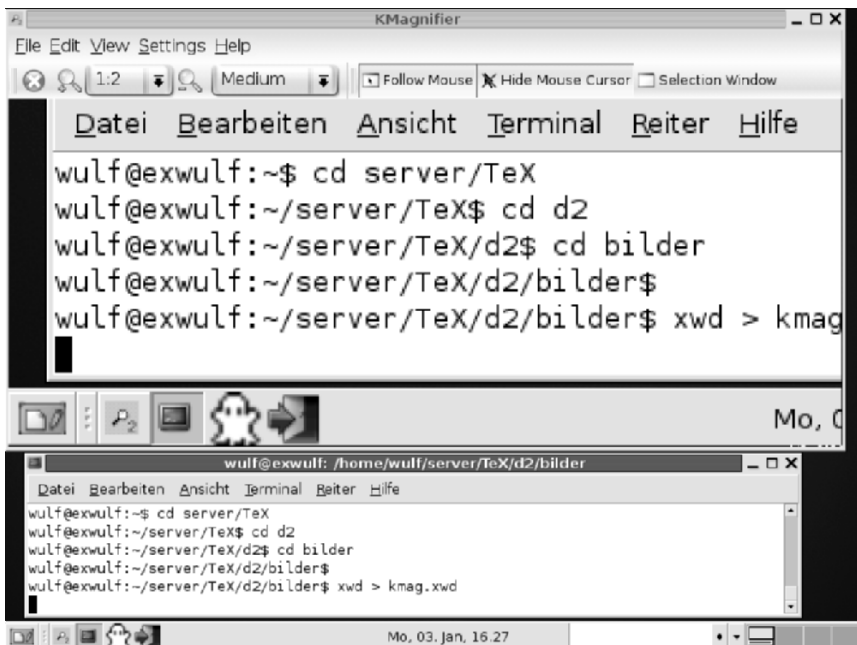 KMagnifier
File Edit View Settings Help
1:2 Medium Follow Mouse Hide Mouse Cursor Selection Window
Datei Bearbeiten Ansicht Terminal Reiter Hilfe
wulf@exwulf:~$ cd server/TeX
wulf@exwulf:~/server/TeX$ cd d2
wulf@exwulf:~/server/TeX/d2$ cd bilder
wulf@exwulf:~/server/TeX/d2/bilder$
wulf@exwulf:~/server/TeX/d2/bilder$ xwd > kmag
2 Mo, 0
wulf@exwulf: /home/wulf/server/TeX/d2/bilder
Datei Bearbeiten Ansicht Terminal Reiter Hilfe
wulf@exwulf:~$ cd server/TeX
wulf@exwulf:~/server/TeX$ cd d2
wulf@exwulf:~/server/TeX/d2$ cd bilder
wulf@exwulf:~/server/TeX/d2/bilder$
wulf@exwulf:~/server/TeX/d2/bilder$ xwd > kmag.xwd
Mo, 03. Jan, 16.27